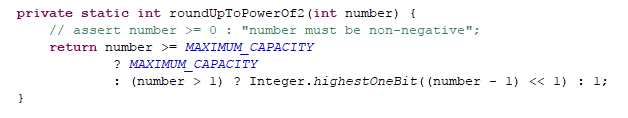 private static int roundUpToPowerOf2(int number) {
    // assert number >= 0 : "number must be non-negative";
    return number >= MAXIMUM_CAPACITY
            ? MAXIMUM_CAPACITY
            : (number > 1) ? Integer.highestOneBit((number - 1) << 1) : 1;
}